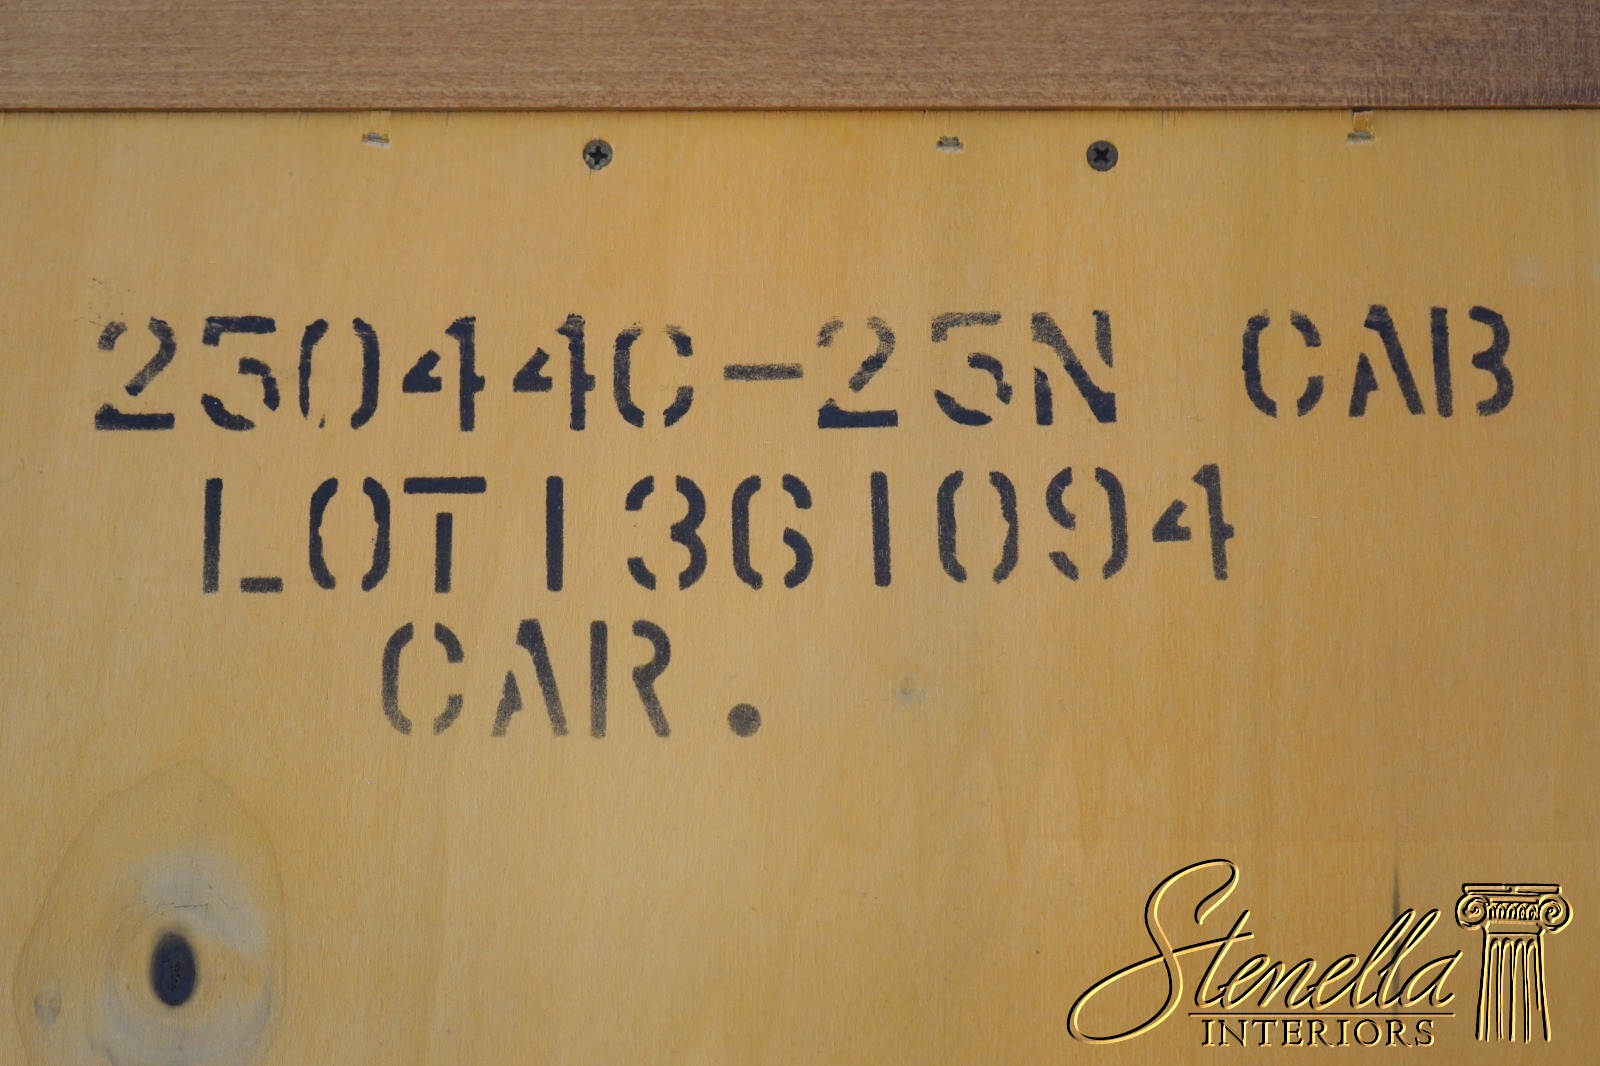 25044C-25N CAB
LOT1361094
CAR.
Stenella
INTERIORS